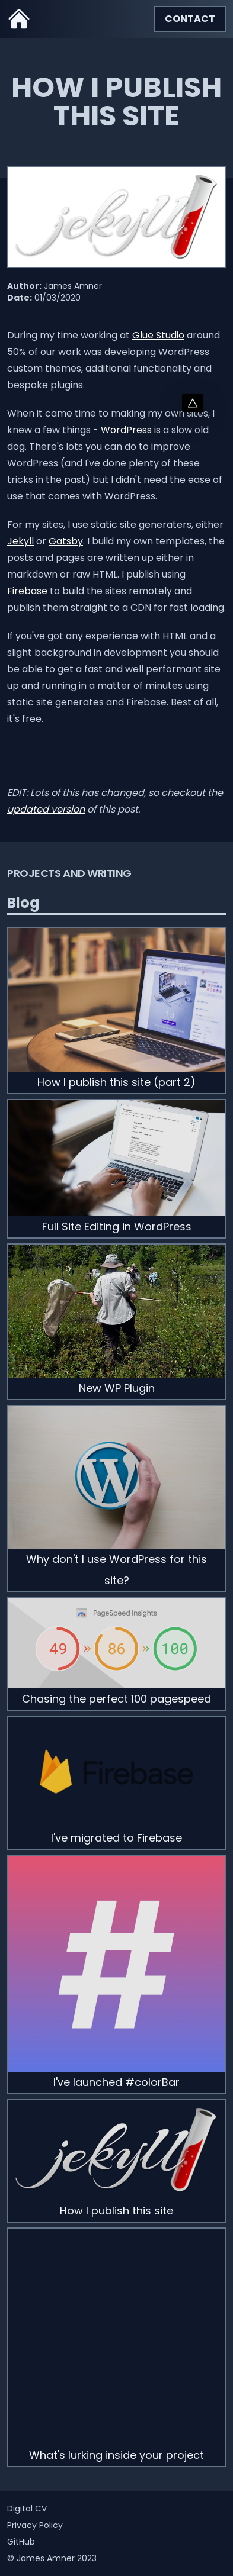 CONTACT
HOW I PUBLISH
THIS SITE
jekyll
Author: James Amner
Date: 01/03/2020
During my time working at Glue Studio around
50% of our work was developing WordPress
custom themes, additional functionality and
bespoke plugins.
When it came time to making my own sites, I
knew a few things - WordPress is a slow old
dog. There's lots you can do to improve
WordPress (and I've done plenty of these
tricks in the past) but I didn't need the ease of
use that comes with WordPress.
For my sites, I use static site generaters, either
Jekyll or Gatsby. I build my own templates, the
posts and pages are written up either in
markdown or raw HTML. I publish using
Firebase to build the sites remotely and
publish them straight to a CDN for fast loading.
If you've got any experience with HTML and a
slight background in development you should
be able to get a fast and well performant site
up and running in a matter of minutes using
static site generates and Firebase. Best of all,
it's free.
EDIT: Lots of this has changed, so checkout the
updated version of this post.
PROJECTS AND WRITING
Blog
How I publish this site (part 2)
Full Site Editing in WordPress
New WP Plugin
Why don't I use WordPress for this
site?
PageSpeed Insights
49 » 86 » 100
Chasing the perfect 100 pagespeed
Firebase
I've migrated to Firebase
#
I've launched #colorBar
jekyll
How I publish this site
What's lurking inside your project
Digital CV
Privacy Policy
GitHub
© James Amner 2023